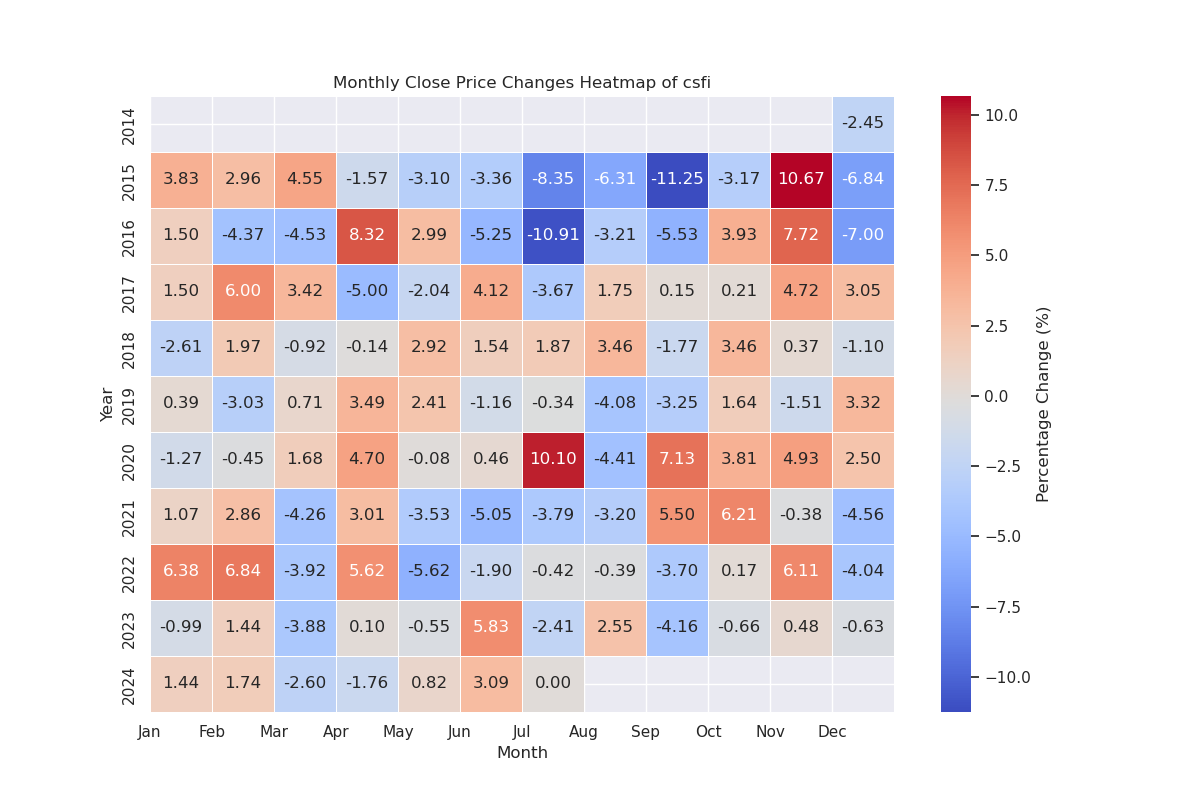 Monthly Close Price Changes Heatmap of csfi
2014 -2.45
2015 3.83 2.96 4.55 -1.57 -3.10 -3.36 -8.35 -6.31 -11.25 -3.17 10.67 -6.84
2016 1.50 -4.37 -4.53 8.32 2.99 -5.25 -10.91 -3.21 -5.53 3.93 7.72 -7.00
2017 1.50 6.00 3.42 -5.00 -2.04 4.12 -3.67 1.75 0.15 0.21 4.72 3.05
2018 -2.61 1.97 -0.92 -0.14 2.92 1.54 1.87 3.46 -1.77 3.46 0.37 -1.10
2019 0.39 -3.03 0.71 3.49 2.41 -1.16 -0.34 -4.08 -3.25 1.64 -1.51 3.32
2020 -1.27 -0.45 1.68 4.70 -0.08 0.46 10.10 -4.41 7.13 3.81 4.93 2.50
2021 1.07 2.86 -4.26 3.01 -3.53 -5.05 -3.79 -3.20 5.50 6.21 -0.38 -4.56
2022 6.38 6.84 -3.92 5.62 -5.62 -1.90 -0.42 -0.39 -3.70 0.17 6.11 -4.04
2023 -0.99 1.44 -3.88 0.10 -0.55 5.83 -2.41 2.55 -4.16 -0.66 0.48 -0.63
2024 1.44 1.74 -2.60 -1.76 0.82 3.09 0.00
Jan Feb Mar Apr May Jun Jul Aug Sep Oct Nov Dec
Month
Year
10.0
7.5
5.0
2.5
0.0
−2.5
−5.0
−7.5
−10.0
Percentage Change (%)